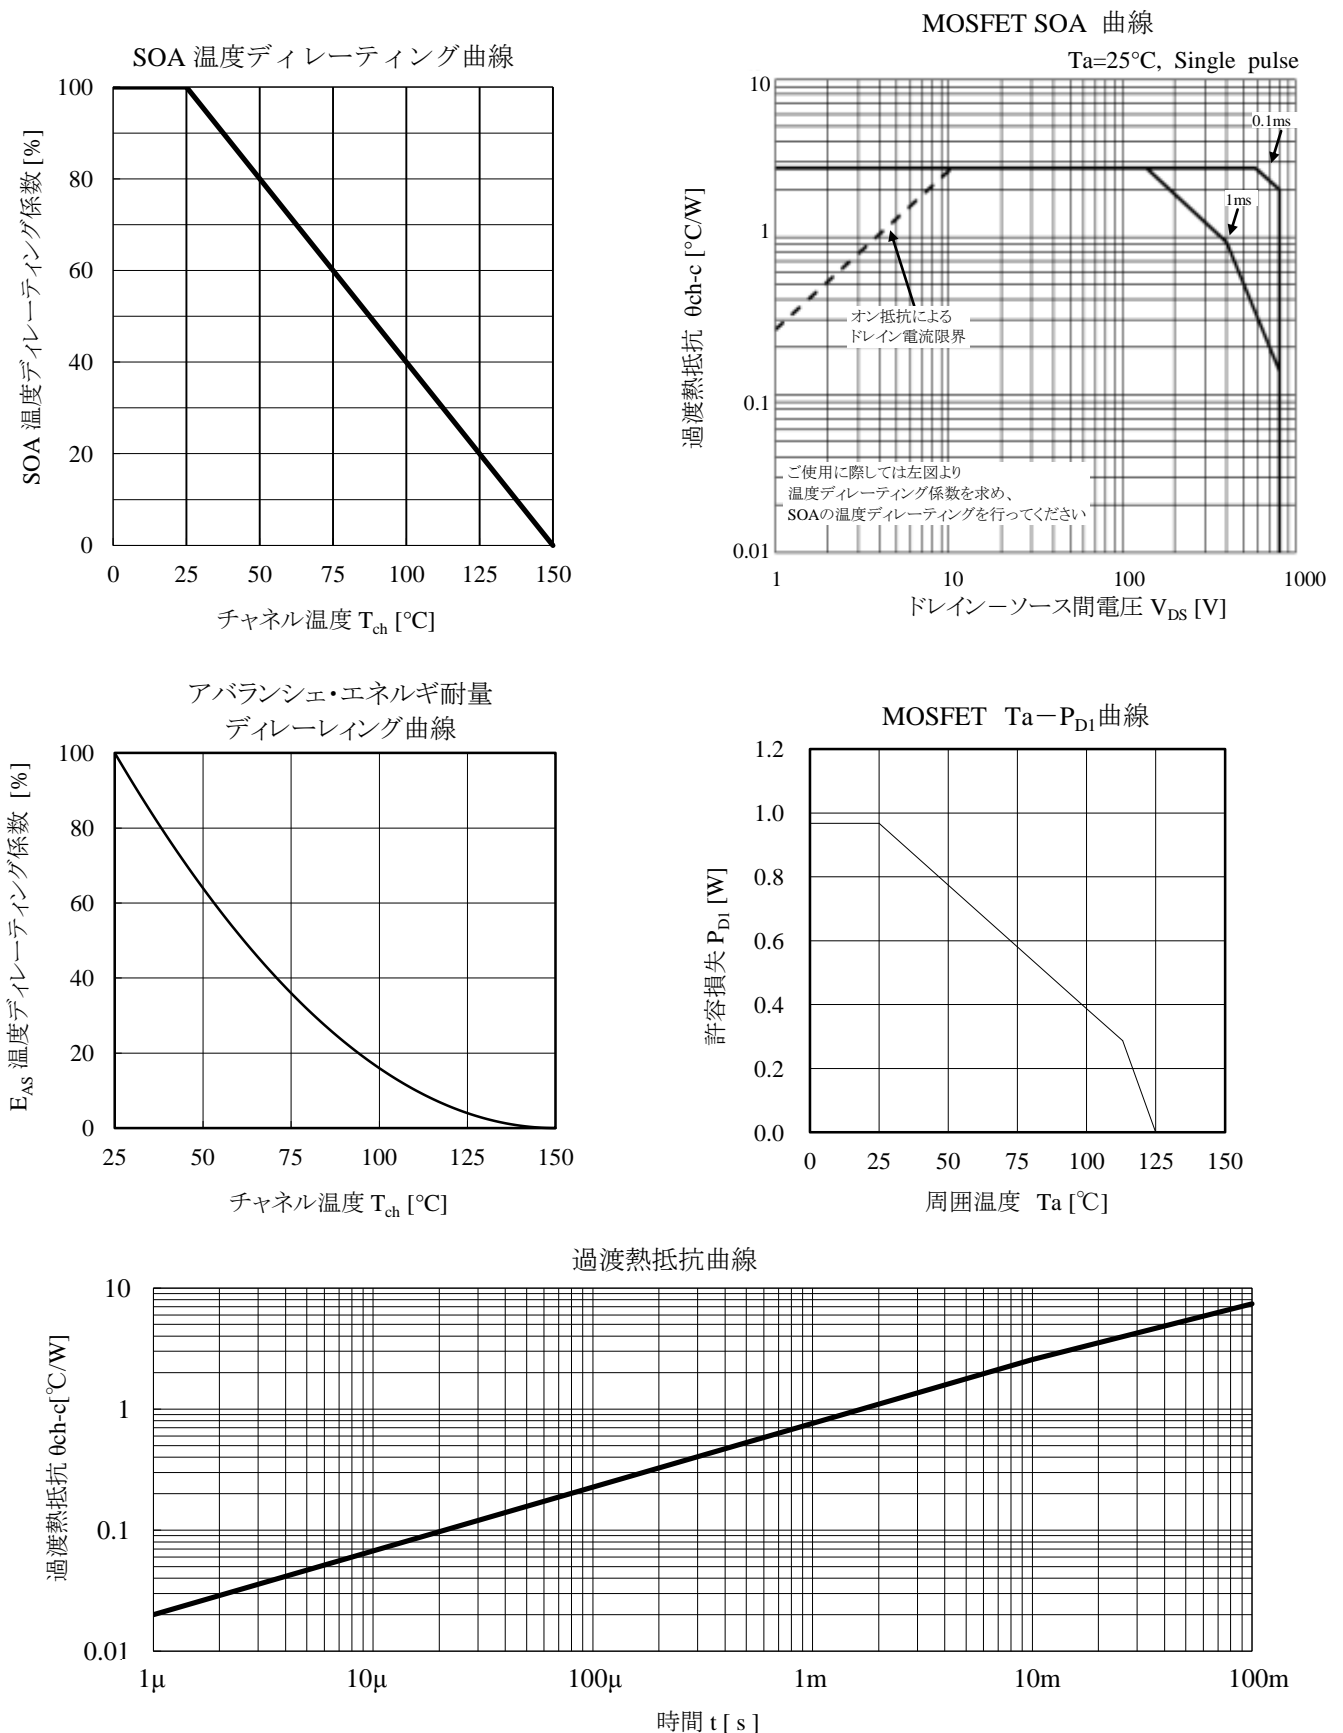 SOA 温度ディレーティング曲線
SOA 温度ディレーティング係数 [%]
100
80
60
40
20
0
0 25 50 75 100 125 150
チャネル温度 Tch [°C]
MOSFET SOA 曲線
Ta=25°C, Single pulse
過渡熱抵抗 θch-c [°C/W]
10
1
0.1
0.01
0.1ms
1ms
オン抵抗による
ドレイン電流限界
ご使用に際しては左図より
温度ディレーティング係数を求め、
SOAの温度ディレーティングを行ってください
1 10 100 1000
ドレイン－ソース間電圧 VDS [V]
アバランシェ・エネルギ耐量
ディレーレィング曲線
EAS 温度ディレーティング係数 [%]
100
80
60
40
20
0
25 50 75 100 125 150
チャネル温度 Tch [°C]
MOSFET Ta－PD1曲線
許容損失 PD1 [W]
1.2
1.0
0.8
0.6
0.4
0.2
0.0
0 25 50 75 100 125 150
周囲温度 Ta [℃]
過渡熱抵抗曲線
過渡熱抵抗 θch-c[℃/W]
10
1
0.1
0.01
1μ 10μ 100μ 1m 10m 100m
時間 t [ s ]